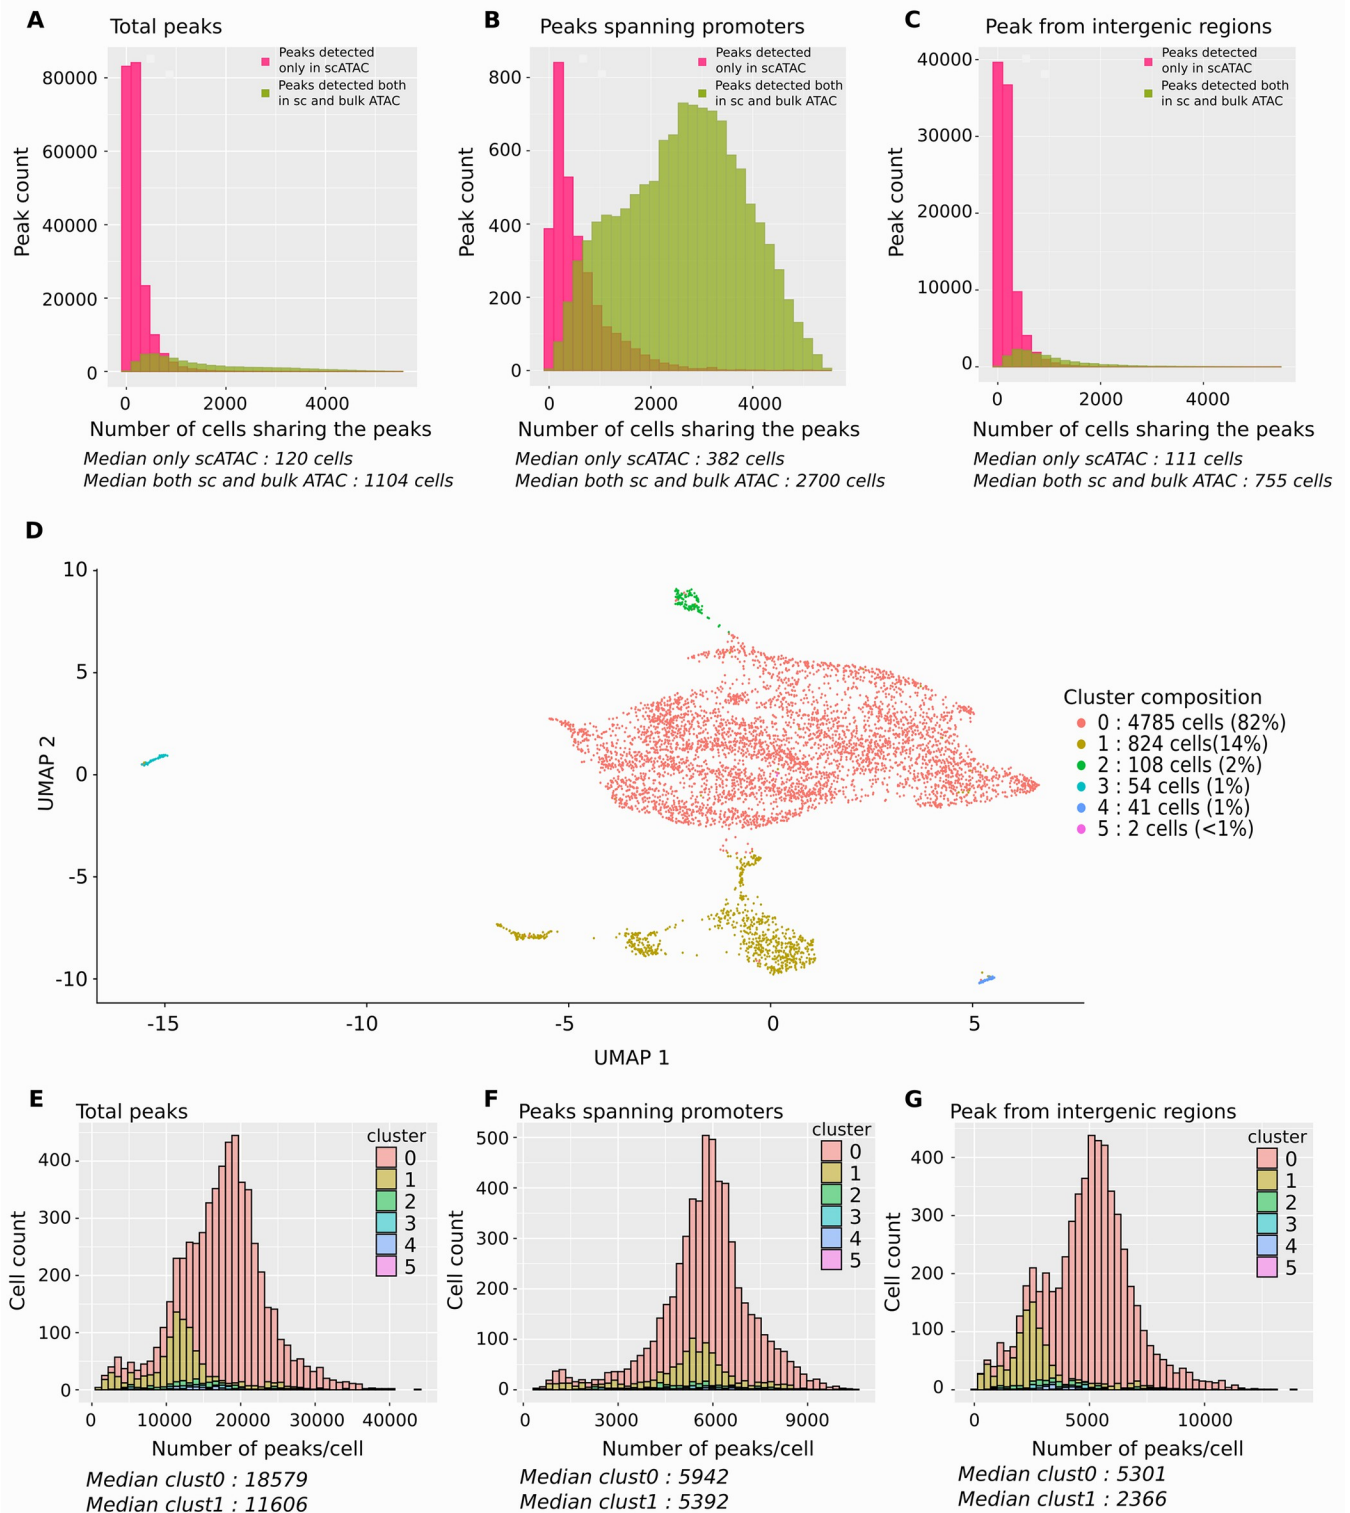 A
Total peaks
Peaks detected
only in scATAC
Peaks detected both
in sc and bulk ATAC
Peak count
80000
60000
40000
20000
0
0
2000
4000
Number of cells sharing the peaks
Median only scATAC : 120 cells
Median both sc and bulk ATAC : 1104 cells
B
Peaks spanning promoters
Peaks detected
only in scATAC
Peaks detected both
in sc and bulk ATAC
Peak count
800
600
400
200
0
0
2000
4000
Number of cells sharing the peaks
Median only scATAC : 382 cells
Median both sc and bulk ATAC : 2700 cells
C
Peak from intergenic regions
Peaks detected
only in scATAC
Peaks detected both
in sc and bulk ATAC
Peak count
40000
30000
20000
10000
0
0
2000
4000
Number of cells sharing the peaks
Median only scATAC : 111 cells
Median both sc and bulk ATAC : 755 cells
D
UMAP 2
10
5
0
-5
-10
-15
-10
-5
0
5
UMAP 1
Cluster composition
0 : 4785 cells (82%)
1 : 824 cells(14%)
2 : 108 cells (2%)
3 : 54 cells (1%)
4 : 41 cells (1%)
5 : 2 cells (<1%)
E
Total peaks
cluster
0
1
2
3
4
5
Cell count
400
300
200
100
0
0
10000
20000
30000
40000
Number of peaks/cell
Median clust0 : 18579
Median clust1 : 11606
F
Peaks spanning promoters
cluster
0
1
2
3
4
5
Cell count
500
400
300
200
100
0
0
3000
6000
9000
Number of peaks/cell
Median clust0 : 5942
Median clust1 : 5392
G
Peak from intergenic regions
cluster
0
1
2
3
4
5
Cell count
400
300
200
100
0
0
5000
10000
Number of peaks/cell
Median clust0 : 5301
Median clust1 : 2366